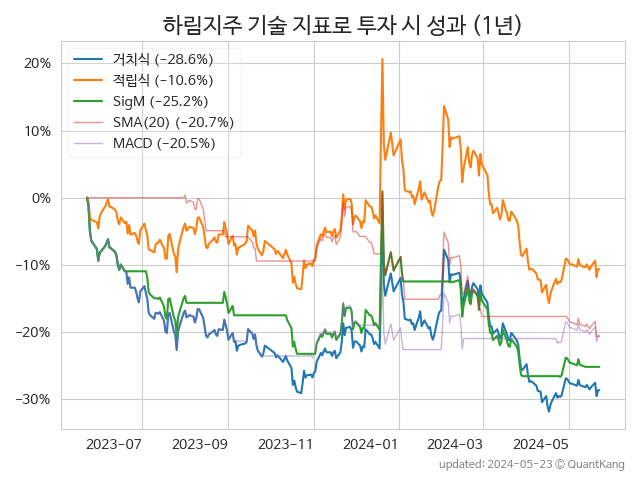 하림지주 기술 지표로 투자 시 성과 (1년)
거치식 (−28.6%)
적립식 (−10.6%)
SigM (−25.2%)
SMA(20) (−20.7%)
MACD (−20.5%)
20%
10%
0%
−10%
−20%
−30%
2023-07 2023-09 2023-11 2024-01 2024-03 2024-05
updated: 2024-05-23 © QuantKang